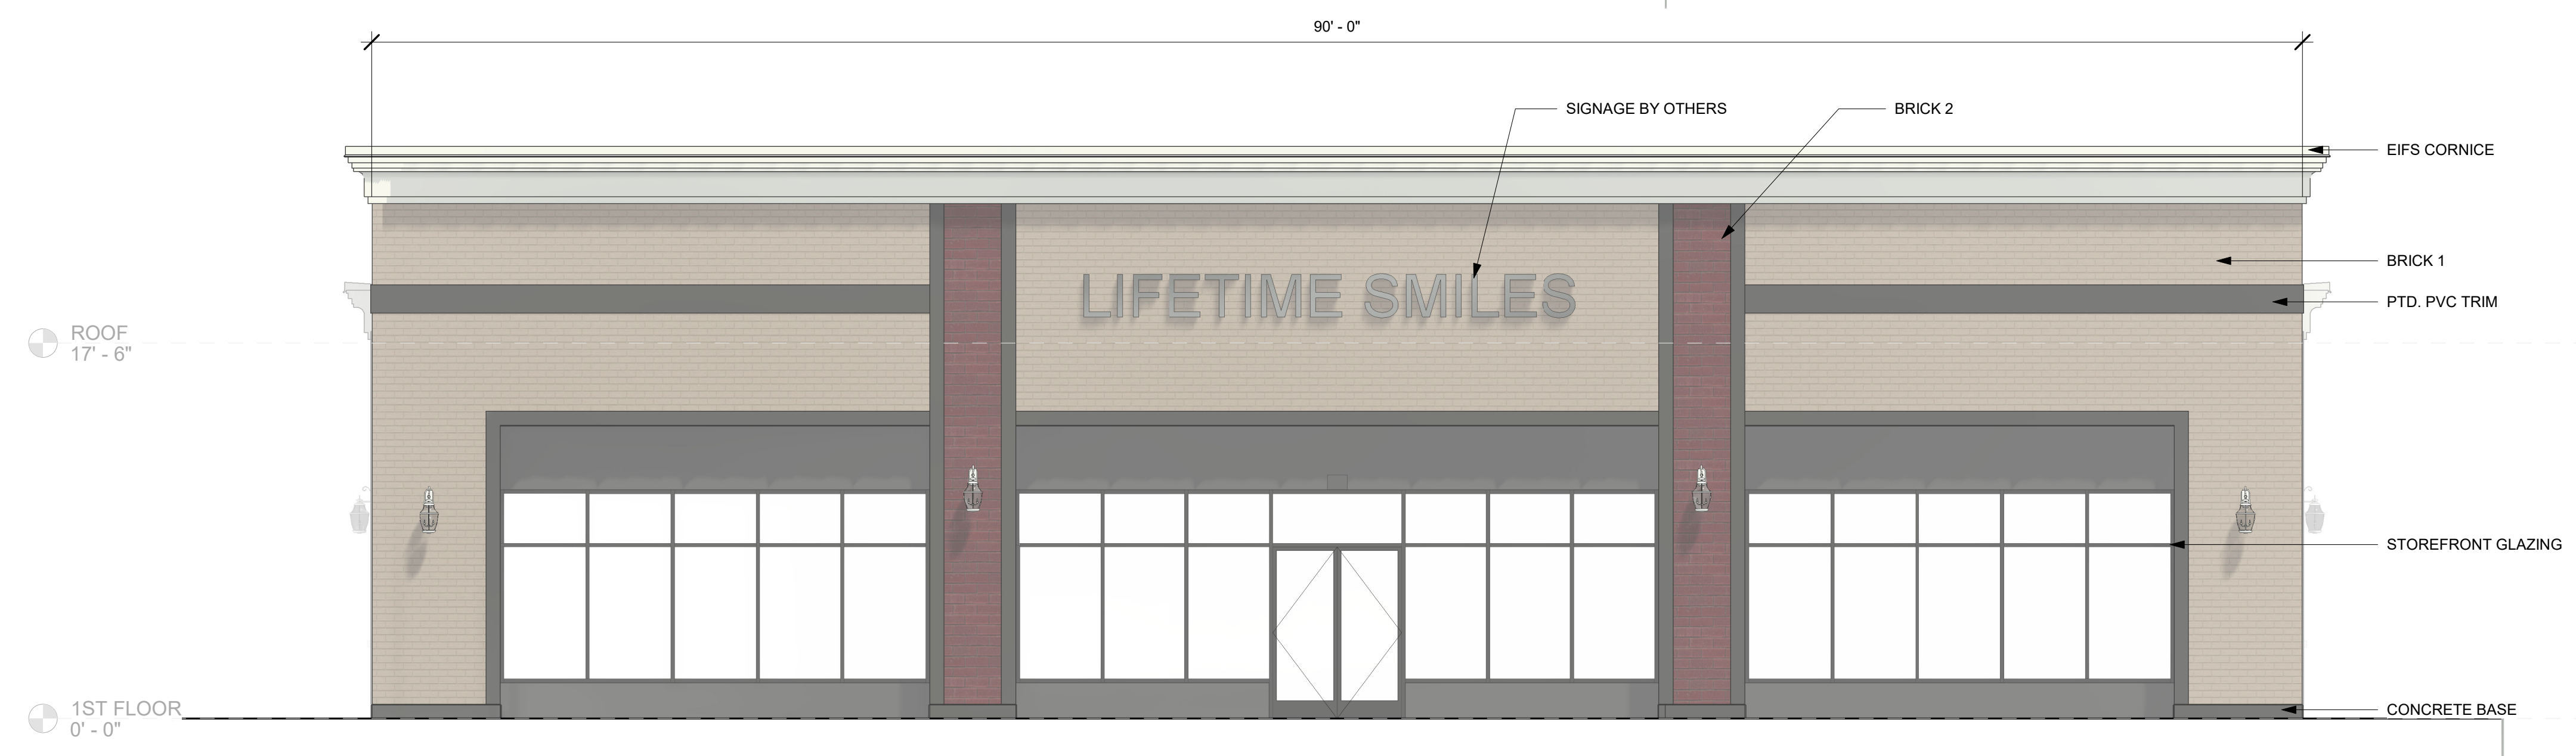 90' - 0"
SIGNAGE BY OTHERS
BRICK 2
EIFS CORNICE
BRICK 1
LIFETIME SMILES
PTD. PVC TRIM
ROOF
17' - 6"
STOREFRONT GLAZING
1ST FLOOR
0' - 0"
CONCRETE BASE